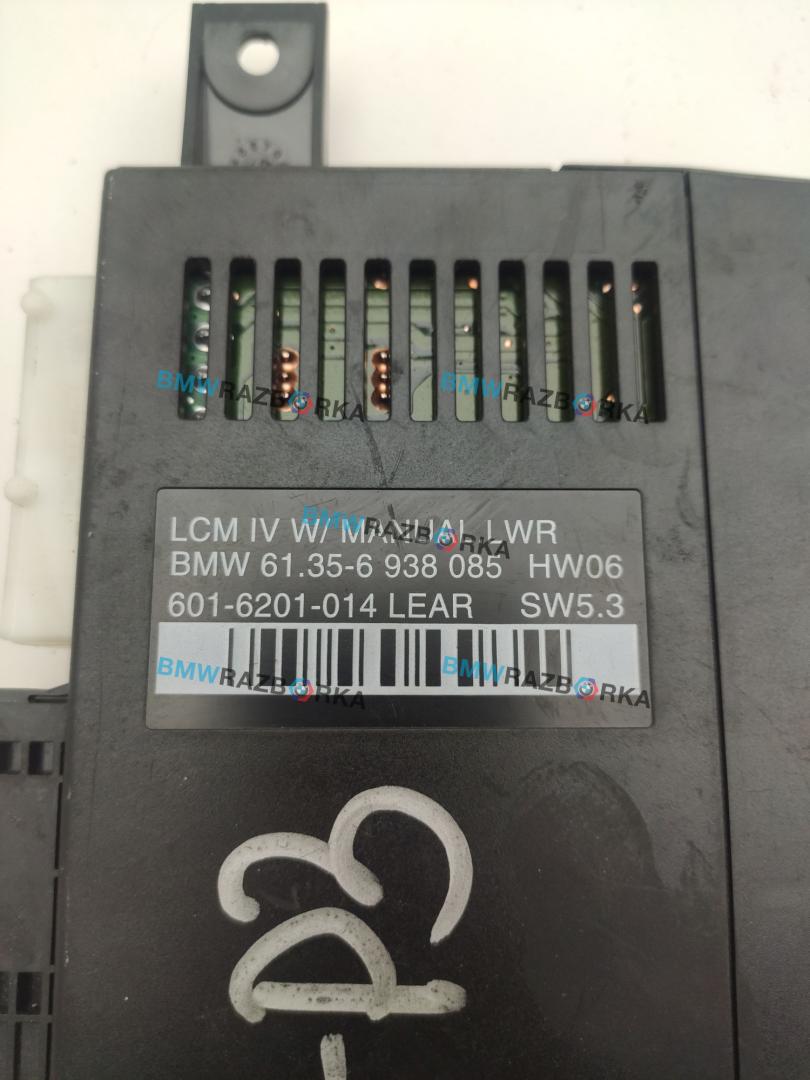 BMWRAZBORKA BMWRAZBORKA
LCM IV W/ MANUAL LWR
BMWRAZBORKA
BMW 61.35-6 938 085 HW06
601-6201-014 LEAR SW5.3
BMWRAZBORKA BMWRAZBORKA